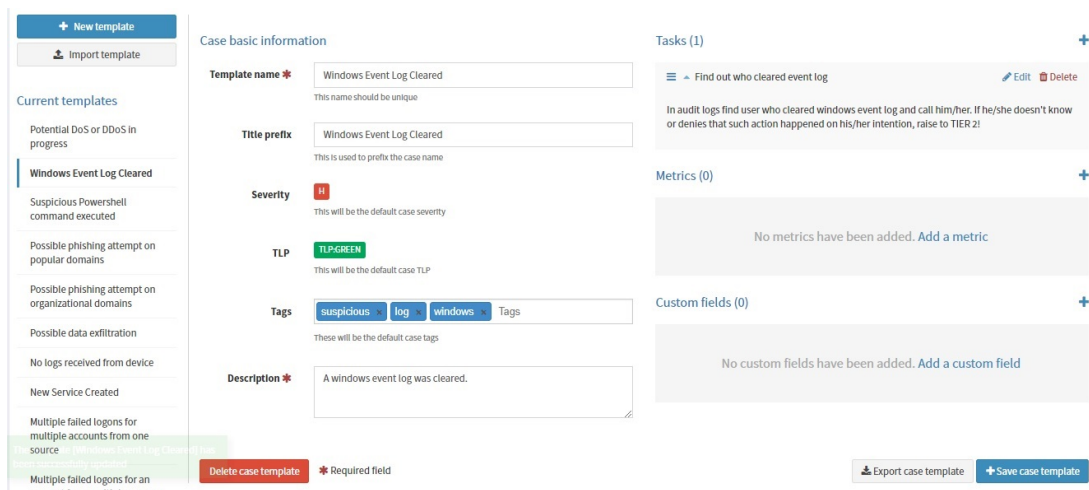 New template
Import template
Current templates
Potential DoS or DDoS in
progress
Windows Event Log Cleared
Suspicious Powershell
command executed
Possible phishing attempt on
popular domains
Possible phishing attempt on
organizational domains
Possible data exfiltration
No logs received from device
New Service Created
Multiple failed logons for
multiple accounts from one
source
Multiple failed logons for an
Case basic information
Template name
Windows Event Log Cleared
This name should be unique
Title prefix
Windows Event Log Cleared
This is used to prefix the case name
Severity
H
This will be the default case severity
TLP
TLP:GREEN
This will be the default case TLP
Tags
suspicious × log × windows × Tags
These will be the default case tags
Description
A windows event log was cleared.
Delete case template
Required field
Tasks (1)
Find out who cleared event log
Edit Delete
In audit logs find user who cleared windows event log and call him/her. If he/she doesn't know
or denies that such action happened on his/her intention, raise to TIER 2!
Metrics (0)
No metrics have been added. Add a metric
Custom fields (0)
No custom fields have been added. Add a custom field
Export case template
Save case template